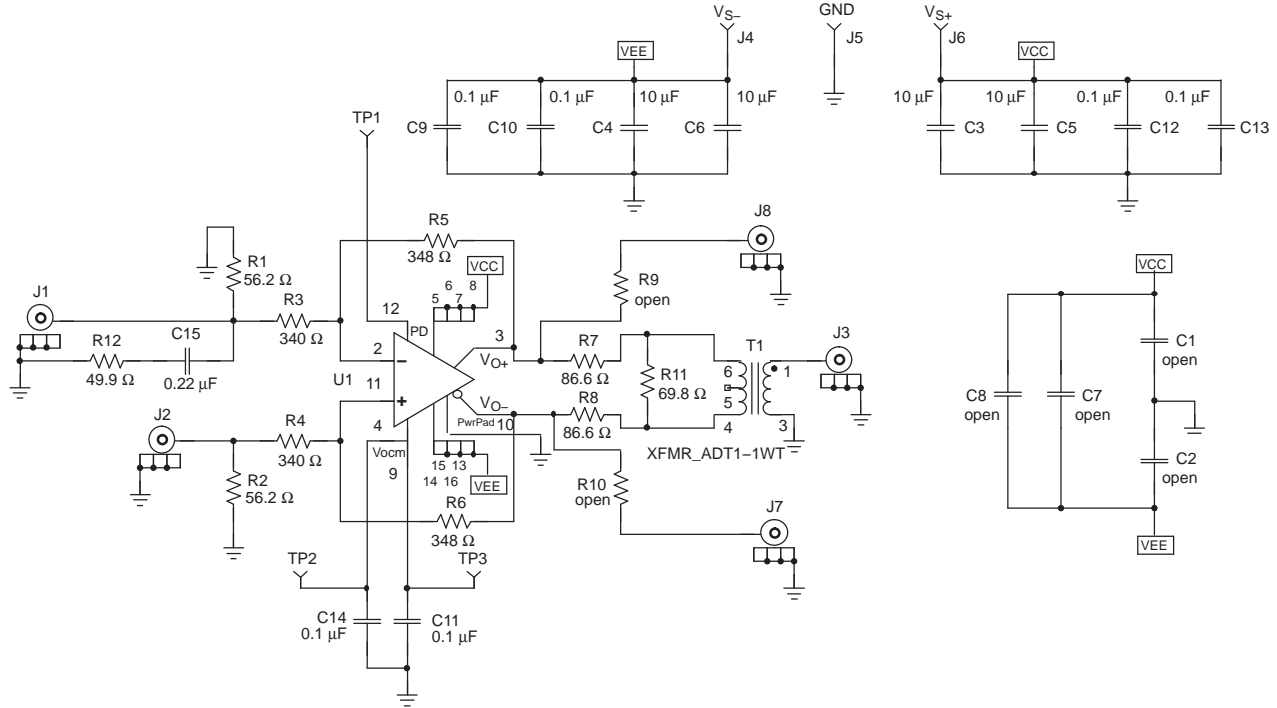 VS− GND VS+
J4 J5 J6
VEE VCC
0.1 µF 0.1 µF 10 µF 10 µF 10 µF 10 µF 0.1 µF 0.1 µF
C9 C10 C4 C6 C3 C5 C12 C13
TP1
J8
R5
348 Ω
VCC
R1
56.2 Ω
6 8
5 7
R9
open
VCC
J1
R3
340 Ω
12
PD
3
C15
R12
49.9 Ω
0.22 µF
2
−
VO+
R7
86.6 Ω
T1
J3
6 1
C1
open
U1
11
+
R11
69.8 Ω
5
C8
open
C7
open
VO−
R8
86.6 Ω
4 3
J2
R4
340 Ω
4
PwrPad 10
XFMR_ADT1−1WT
Vocm
9
15 13
14 16
VEE
C2
open
R2
56.2 Ω
R10
open
R6
348 Ω
J7
VEE
TP2 TP3
C14
0.1 µF
C11
0.1 µF